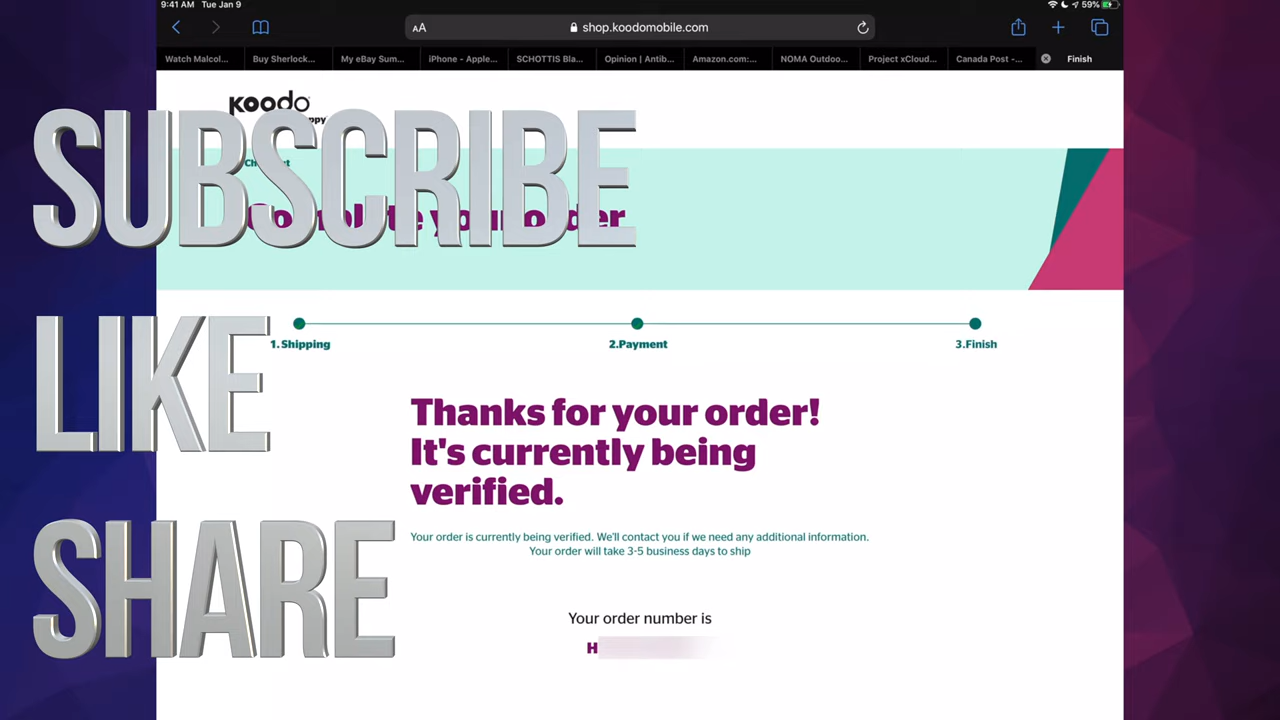 9:41 AM Tue Jan 9
59%
AA
shop.koodomobile.com
Watch Malcol...
Buy Sherlock...
My eBay Sum...
iPhone - Apple...
SCHOTTIS Bla...
Opinion | Antib...
Amazon.com:...
NOMA Outdoo...
Project xCloud...
Canada Post -...
Finish
koodo
SUBSCRIBE
Complete your order
LIKE
1. Shipping
2.Payment
3.Finish
Thanks for your order!
It's currently being
verified.
Your order is currently being verified. We'll contact you if we need any additional information.
Your order will take 3-5 business days to ship
SHARE
Your order number is
H